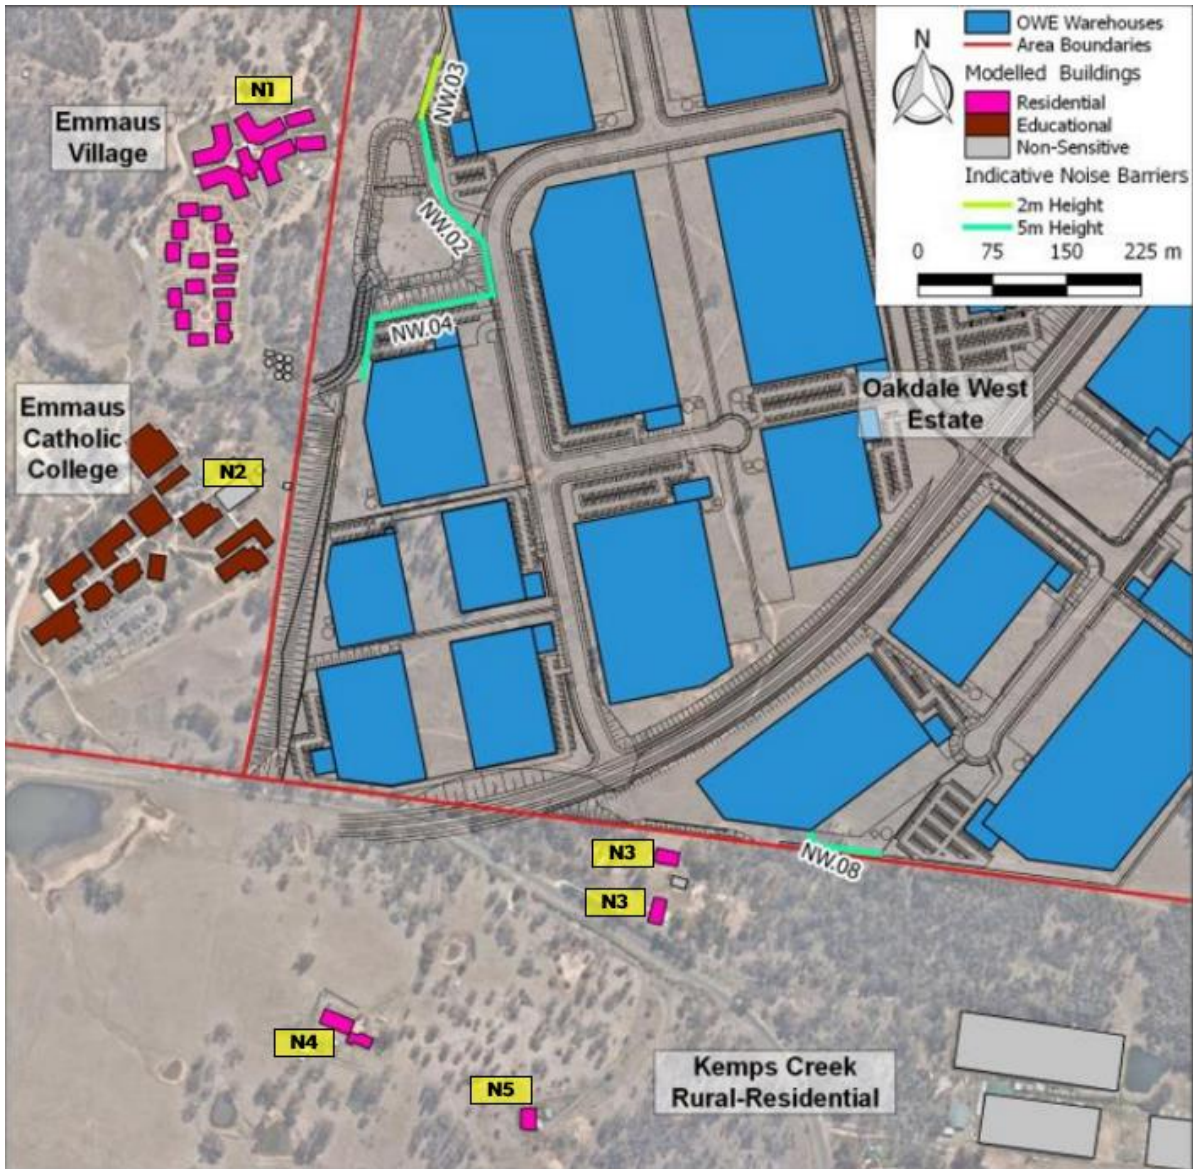 N1
Emmaus
Village
NW.03
NW.02
NW.04
N
OWE Warehouses
Area Boundaries
Modelled Buildings
Residential
Educational
Non-Sensitive
Indicative Noise Barriers
2m Height
5m Height
0 75 150 225 m
Emmaus
Catholic
College
N2
Oakdale West
Estate
N3
NW.08
N3
N4
N5
Kemps Creek
Rural-Residential